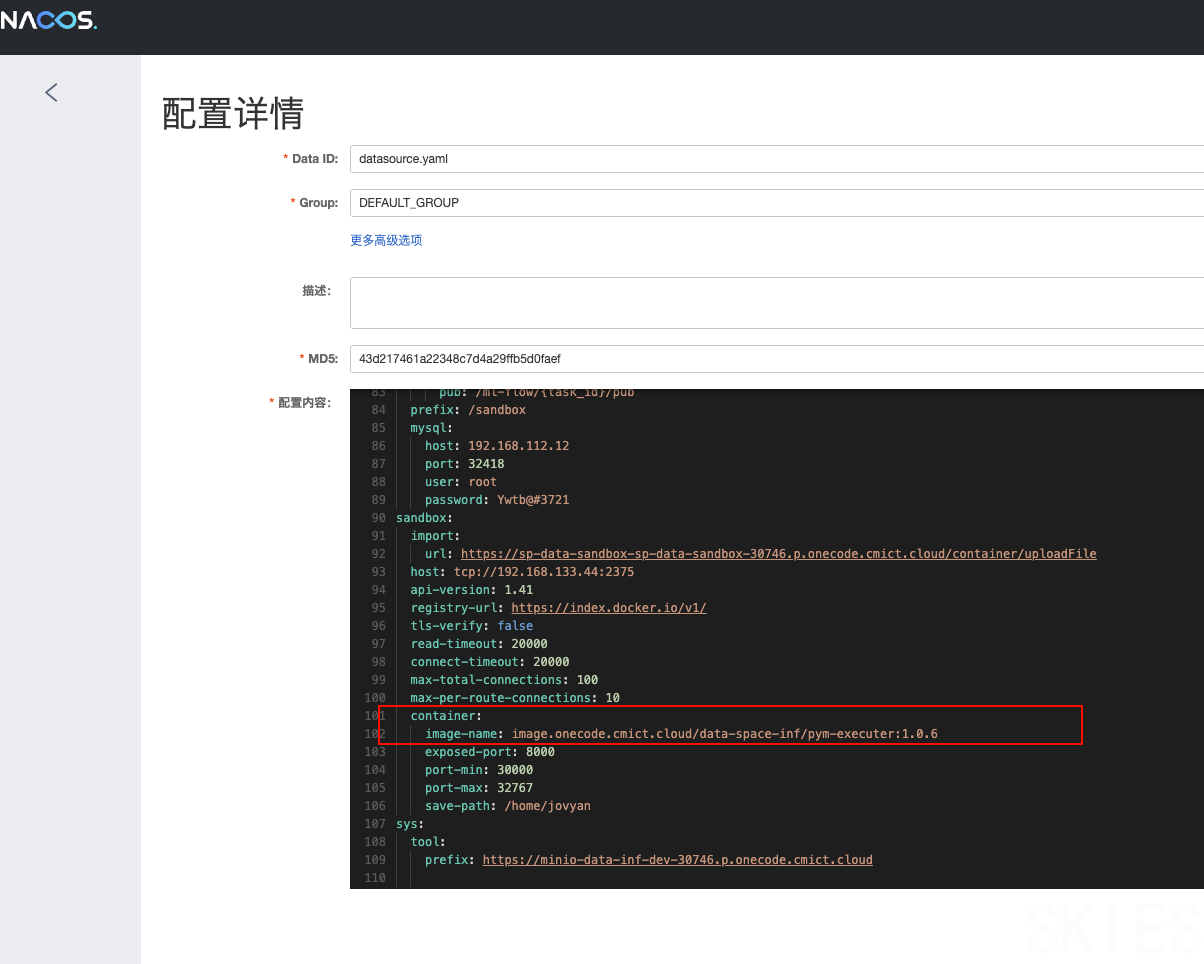 NACOS.
配置详情
* Data ID: datasource.yaml
* Group: DEFAULT_GROUP
更多高级选项
描述:
* MD5: 43d217461a22348c7d4a29ffb5d0faef
* 配置内容:
83 pub: /ml-flow/{task_id}/pub
84 prefix: /sandbox
85 mysql:
86 host: 192.168.112.12
87 port: 32418
88 user: root
89 password: Ywtb@#3721
90 sandbox:
91 import:
92 url: https://sp-data-sandbox-sp-data-sandbox-30746.p.onecode.cmict.cloud/container/uploadFile
93 host: tcp://192.168.133.44:2375
94 api-version: 1.41
95 registry-url: https://index.docker.io/v1/
96 tls-verify: false
97 read-timeout: 20000
98 connect-timeout: 20000
99 max-total-connections: 100
100 max-per-route-connections: 10
101 container:
102 image-name: image.onecode.cmict.cloud/data-space-inf/pym-executer:1.0.6
103 exposed-port: 8000
104 port-min: 30000
105 port-max: 32767
106 save-path: /home/jovyan
107 sys:
108 tool:
109 prefix: https://minio-data-inf-dev-30746.p.onecode.cmict.cloud
110
SKIES